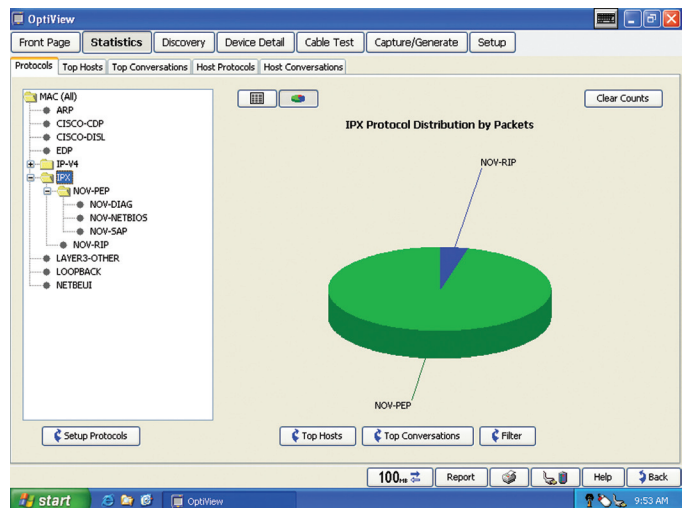 OptiView
Front Page Statistics Discovery Device Detail Cable Test Capture/Generate Setup
Protocols Top Hosts Top Conversations Host Protocols Host Conversations
MAC (All)
ARP
CISCO-CDP
CISCO-DISL
EDP
IP-V4
IPX
NOV-PEP
NOV-DIAG
NOV-NETBIOS
NOV-SAP
NOV-RIP
LAYER3-OTHER
LOOPBACK
NETBEUI
Setup Protocols
Clear Counts
IPX Protocol Distribution by Packets
NOV-RIP
NOV-PEP
Top Hosts Top Conversations Filter
100 Report Help Back
start OptiView 9:53 AM